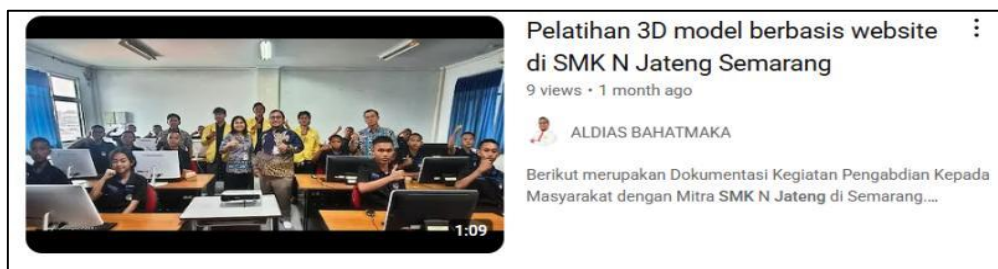 Pelatihan 3D model berbasis website
di SMK N Jateng Semarang
9 views • 1 month ago
ALDIAS BAHATMAKA
Berikut merupakan Dokumentasi Kegiatan Pengabdian Kepada
Masyarakat dengan Mitra SMK N Jateng di Semarang....
1:09